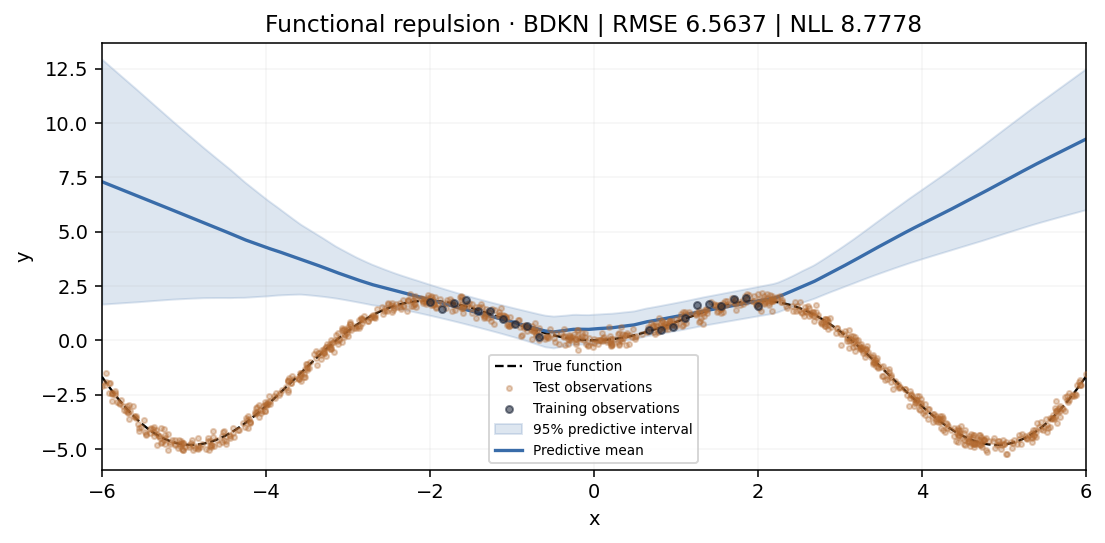 Functional repulsion · BDKN | RMSE 6.5637 | NLL 8.7778
12.5
10.0
7.5
5.0
2.5
0.0
−2.5
−5.0
y
True function
Test observations
Training observations
95% predictive interval
Predictive mean
−6 −4 −2 0 2 4 6
x